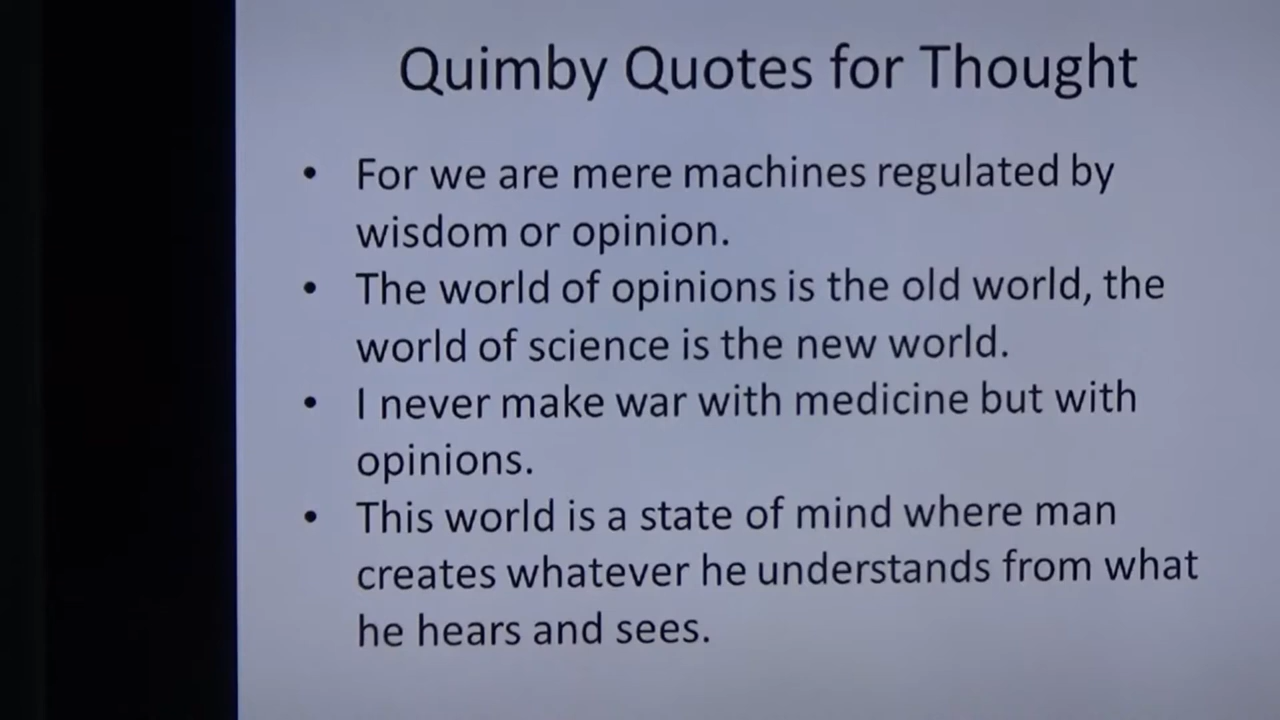 Quimby Quotes for Thought
• For we are mere machines regulated by
wisdom or opinion.
• The world of opinions is the old world, the
world of science is the new world.
• I never make war with medicine but with
opinions.
• This world is a state of mind where man
creates whatever he understands from what
he hears and sees.